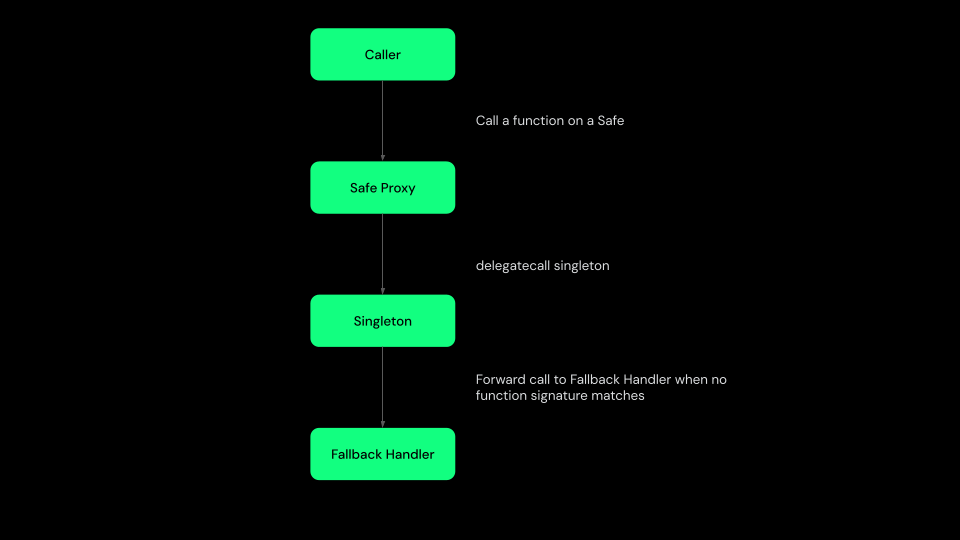 Caller
Call a function on a Safe
Safe Proxy
delegatecall singleton
Singleton
Forward call to Fallback Handler when no
function signature matches
Fallback Handler